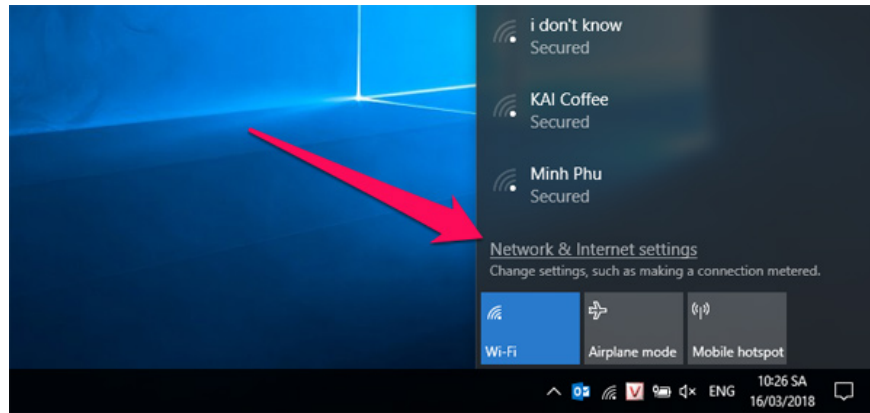 i don't know
Secured
KAI Coffee
Secured
Minh Phu
Secured
Network & Internet settings
Change settings, such as making a connection metered.
Wi-Fi
Airplane mode
Mobile hotspot
ENG
10:26 SA
16/03/2018